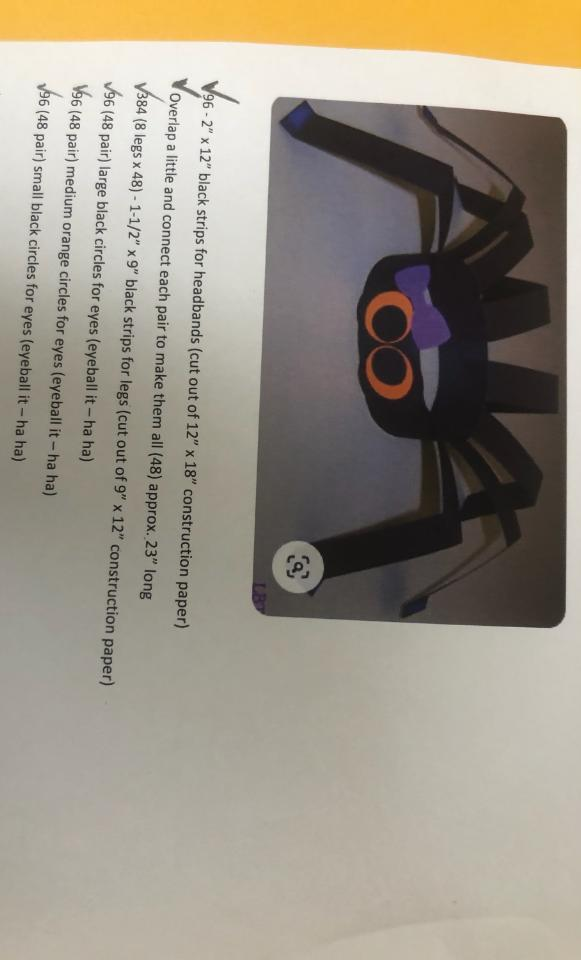 96 - 2" x 12" black strips for headbands (cut out of 12" x 18" construction paper)
Overlap a little and connect each pair to make them all (48) approx. 23" long
384 (8 legs x 48) - 1-1/2" x 9" black strips for legs (cut out of 9" x 12" construction paper)
96 (48 pair) large black circles for eyes (eyeball it – ha ha)
96 (48 pair) medium orange circles for eyes (eyeball it – ha ha)
96 (48 pair) small black circles for eyes (eyeball it – ha ha)